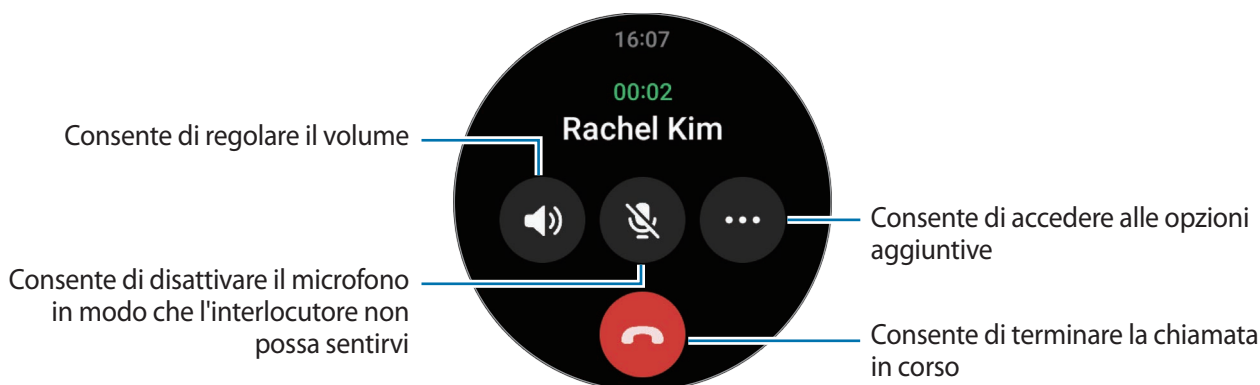 16:07
00:02
Rachel Kim
Consente di regolare il volume
Consente di accedere alle opzioni
aggiuntive
Consente di disattivare il microfono
in modo che l'interlocutore non
possa sentirvi
Consente di terminare la chiamata
in corso